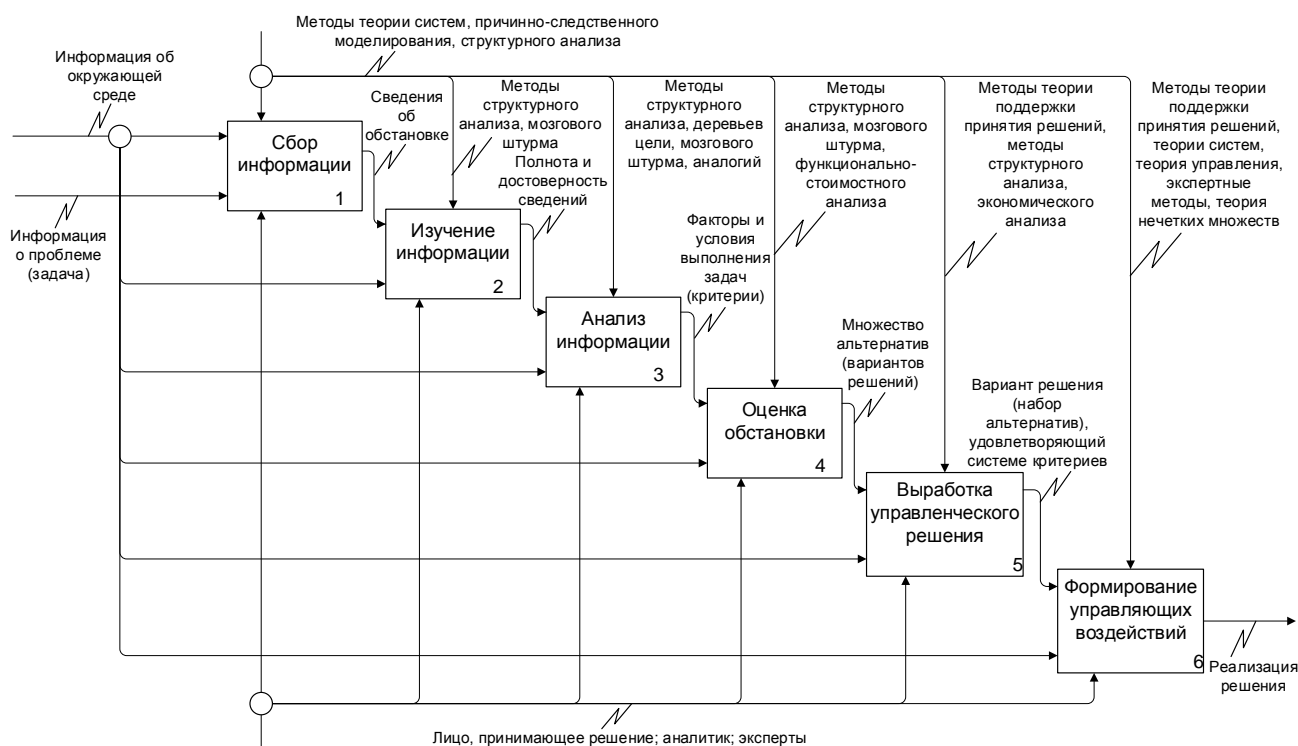 Методы теории систем, причинно-следственного
моделирования, структурного анализа
Информация об
окружающей
среде
Сведения
об
обстановке
Методы
структурного
анализа, мозгового
штурма
Методы
структурного
анализа, деревьев
цели, мозгового
штурма, аналогий
Методы
структурного
анализа, мозгового
штурма,
функционально-
стоимостного
анализа
Методы теории
поддержки
принятия решений,
методы
структурного
анализа,
экономического
анализа
Методы теории
поддержки
принятия решений,
теории систем,
теория управления,
экспертные
методы, теория
нечетких множеств
Сбор
информации
1
Информация
о проблеме
(задача)
Полнота и
достоверность
сведений
Изучение
информации
2
Факторы и
условия
выполнения
задач
(критерии)
Анализ
информации
3
Множество
альтернатив
(вариантов
решений)
Оценка
обстановки
4
Вариант решения
(набор
альтернатив),
удовлетворяющий
системе критериев
Выработка
управленческого
решения
5
Формирование
управляющих
воздействий
6
Реализация
решения
Лицо, принимающее решение; аналитик; эксперты